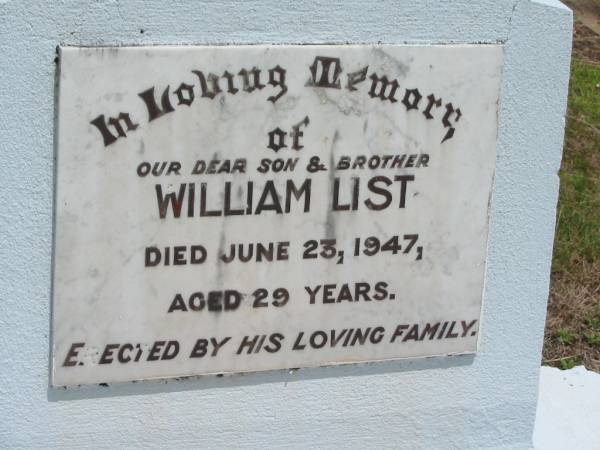 In Loving Memory,
of
OUR DEAR SON & BROTHER
WILLIAM LIST
DIED JUNE 23, 1947,
AGED 29 YEARS.
ERECTED BY HIS LOVING FAMILY.